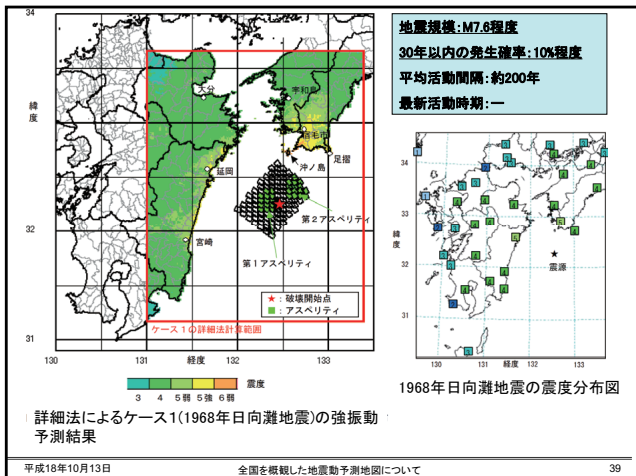 地震規模:M7.6程度
30年以内の発生確率:10%程度
平均活動間隔:約200年
最新活動時期:―
34
33
32
31
緯度
130
131
132
133
経度
大分
宇和島
宿毛市
沖ノ島
足摺
延岡
宮崎
第2アスペリティ
第1アスペリティ
★:破壊開始点
■:アスペリティ
ケース1の詳細法計算範囲
3 4 5弱 5強 6弱 震度
詳細法によるケース1(1968年日向灘地震)の強振動
予測結果
34
33
32
31
緯度
130 131 132 133
経度
震源
1968年日向灘地震の震度分布図
平成18年10月13日
全国を概観した地震動予測地図について
39